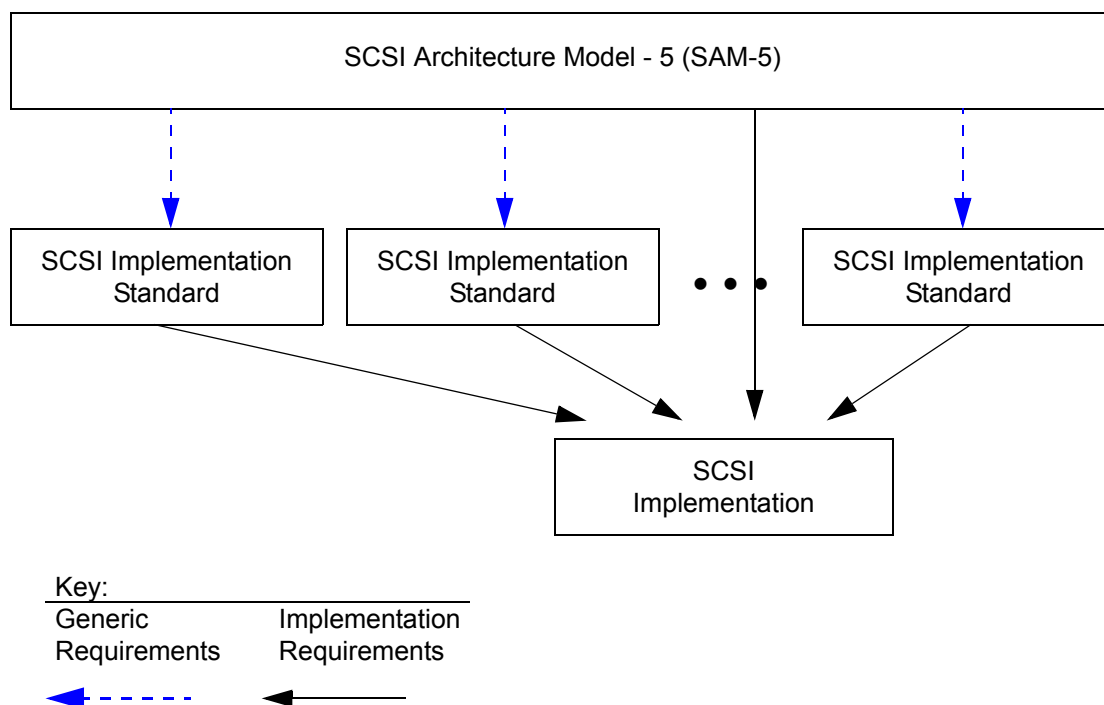 SCSI Architecture Model - 5 (SAM-5)
SCSI Implementation
Standard
SCSI Implementation
Standard
SCSI Implementation
Standard
SCSI
Implementation
Key:
Generic
Requirements
Implementation
Requirements